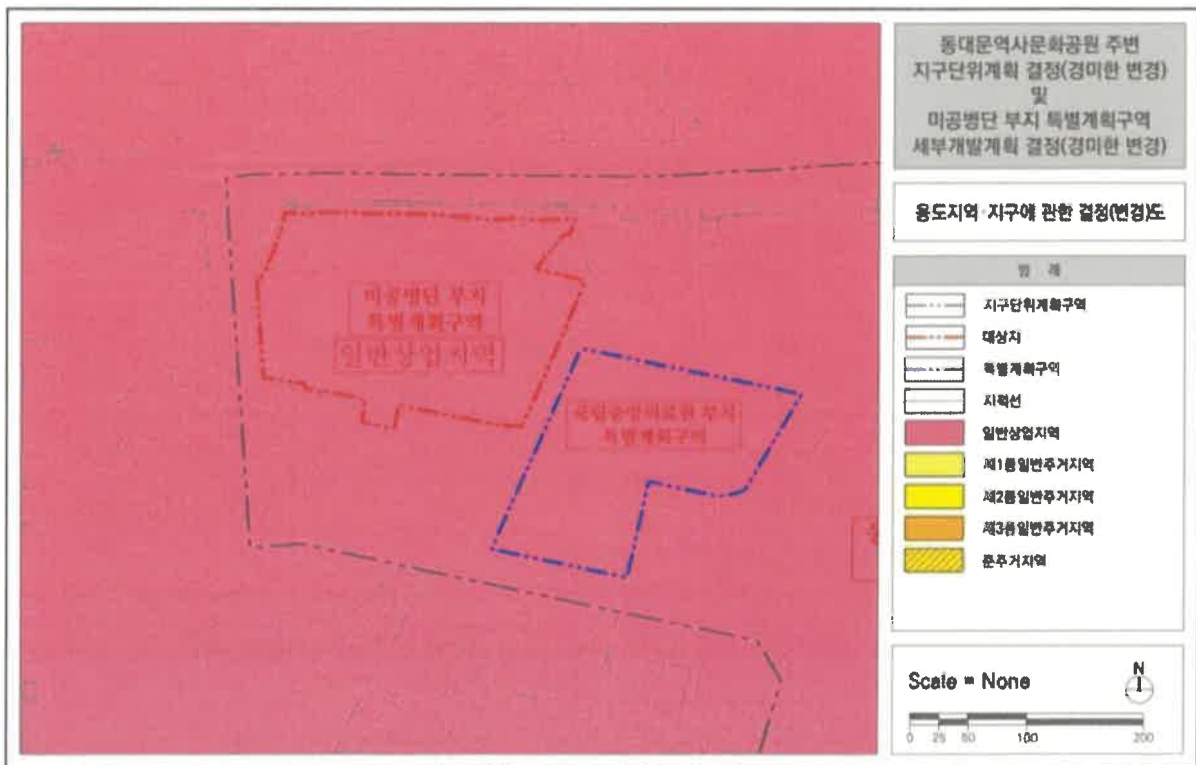 동대문역사문화공원 주변
지구단위계획 결정(경미한 변경)
및
미공병단 부지 특별계획구역
세부개발계획 결정(경미한 변경)
용도지역·지구에 관한 결정(변경)도
범 례
지구단위계획구역
대상지
특별계획구역
지적선
일반상업지역
제1종일반주거지역
제2종일반주거지역
제3종일반주거지역
준주거지역
미공병단 부지
특별계획구역
일반상업지역
국립중앙의료원 부지
특별계획구역
Scale = None
N
0 25 50 100 200